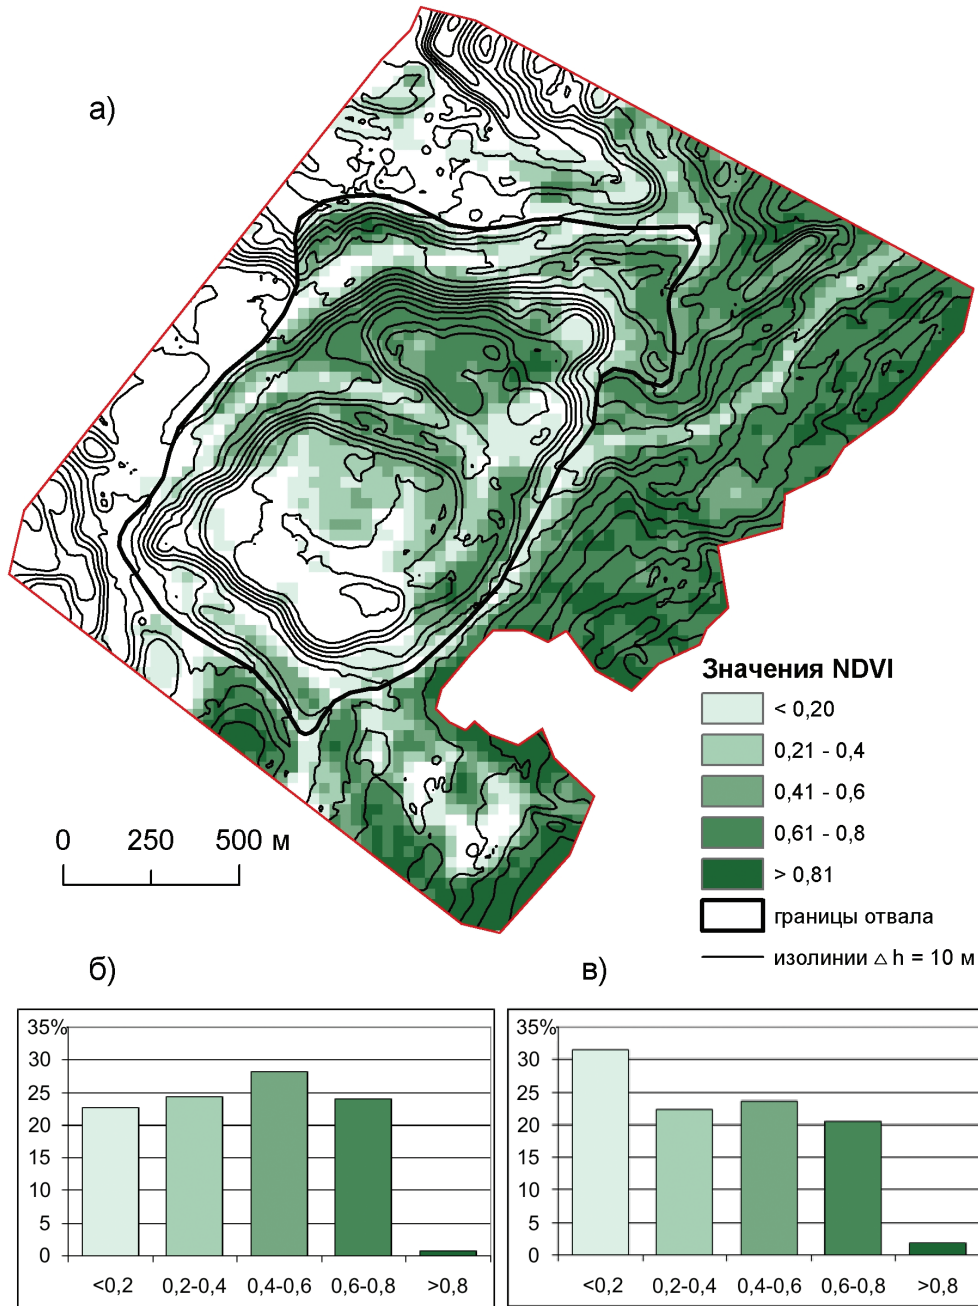 а)
Значения NDVI
< 0,20
0,21 - 0,4
0,41 - 0,6
0,61 - 0,8
> 0,81
границы отвала
изолинии △ h = 10 м
0 250 500 м
б)
35%
30
25
20
15
10
5
0
<0,2 0,2-0,4 0,4-0,6 0,6-0,8 >0,8
в)
35%
30
25
20
15
10
5
0
<0,2 0,2-0,4 0,4-0,6 0,6-0,8 >0,8